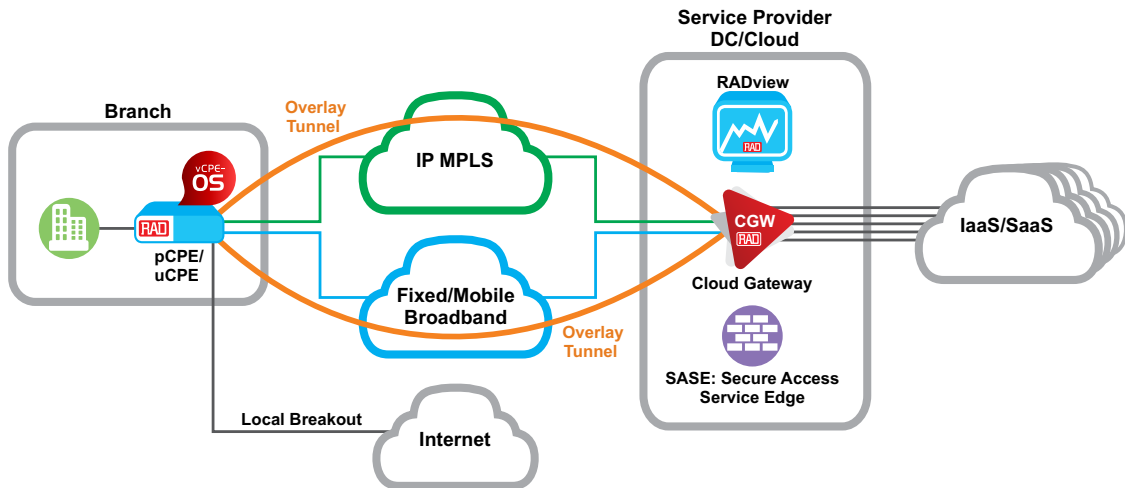 Service Provider
DC/Cloud
RADview
RAD
Branch
Overlay
Tunnel
IP MPLS
vCPE-
OS
RAD
pCPE/
uCPE
CGW
RAD
Cloud Gateway
IaaS/SaaS
Fixed/Mobile
Broadband
Overlay
Tunnel
SASE: Secure Access
Service Edge
Local Breakout
Internet